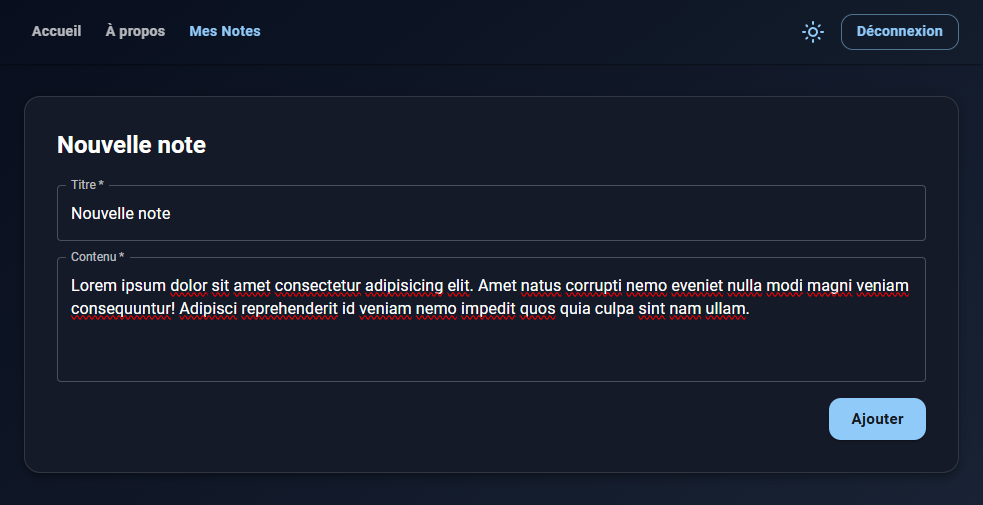 Accueil À propos Mes Notes Déconnexion
Nouvelle note
Titre *
Nouvelle note
Contenu *
Lorem ipsum dolor sit amet consectetur adipisicing elit. Amet natus corrupti nemo eveniet nulla modi magni veniam
consequuntur! Adipisci reprehenderit id veniam nemo impedit quos quia culpa sint nam ullam.
Ajouter